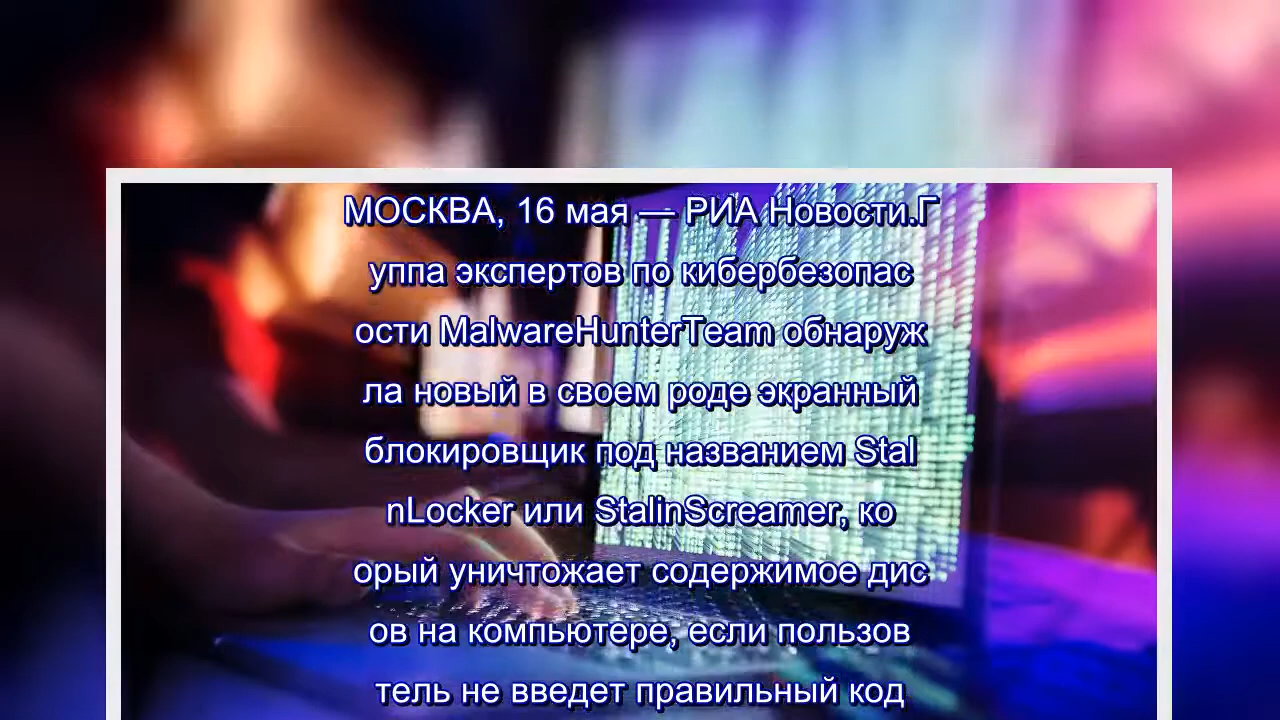 МОСКВА, 16 мая — РИА Новости.Г
уппа экспертов по кибербезопас
ости MalwareHunterTeam обнаруж
ла новый в своем роде экранный
блокировщик под названием Stal
nLocker или StalinScreamer, ко
орый уничтожает содержимое дис
ов на компьютере, если пользов
тель не введет правильный код